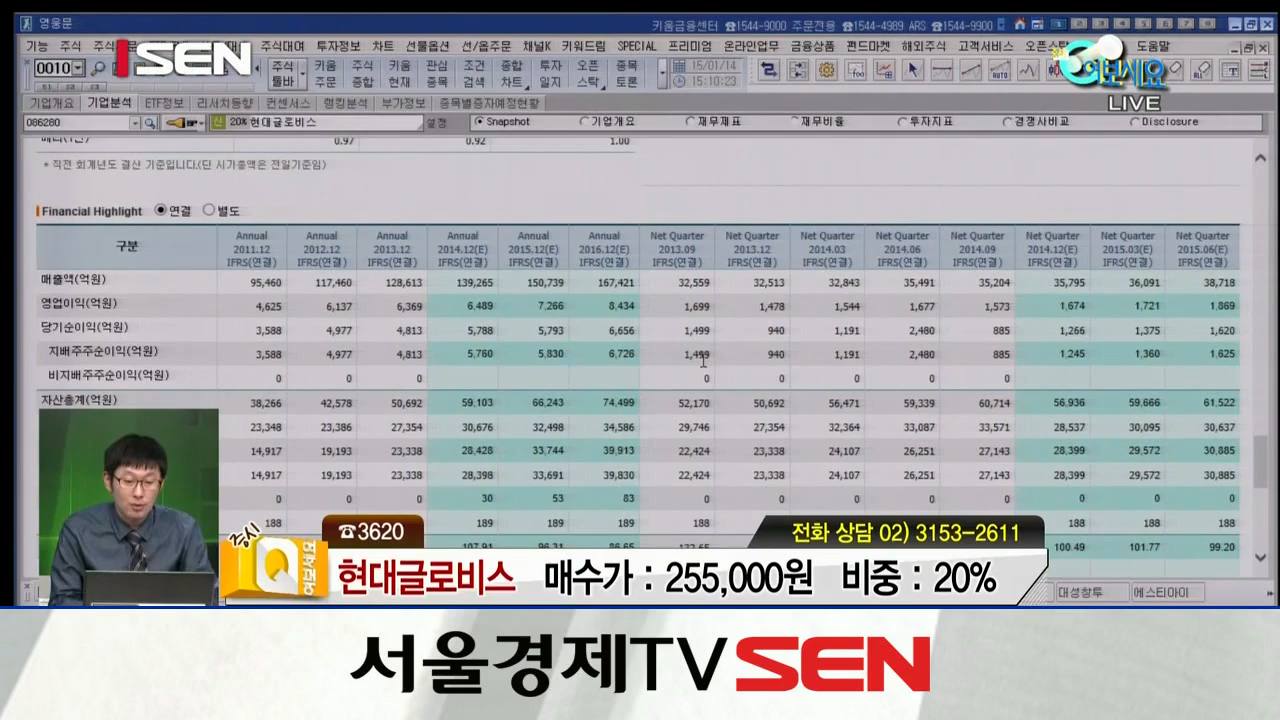 영웅문
키움금융센터 ☎1544-9000 주문전용 ☎1544-4989 ARS ☎1544-9900
기능 주식 주식 문 주식대여 투자정보 차트 선물옵션 선/옵주문 채널K 키워드림 SPECIAL 프리미엄 온라인업무 금융상품 펀드마켓 해외주식 고객서비스 오픈스탁 도움말
SEN
여보세요
LIVE
0010 주식 키움 주식 키움 관심 조건 종합 투자 오픈 종목 15/01/14
툴바 주문 종합 현재 종목 검색 차트 일지 스탁 토론 15:10:23
기업개요 기업분석 ETF정보 리서치동향 컨센서스 랭킹분석 부가정보 종목별증자예정현황
086280 신 20% 현대글로비스 설정 Snapshot 기업개요 재무제표 재무비율 투자지표 경쟁사비교 Disclosure
0.97 0.92 1.00
* 직전 회계년도 결산 기준입니다.(단 시가총액은 전일기준임)
Financial Highlight 연결 별도
구분 Annual Annual Annual Annual Annual Annual Net Quarter Net Quarter Net Quarter Net Quarter Net Quarter Net Quarter Net Quarter Net Quarter
2011.12 2012.12 2013.12 2014.12(E) 2015.12(E) 2016.12(E) 2013.09 2013.12 2014.03 2014.06 2014.09 2014.12(E) 2015.03(E) 2015.06(E)
IFRS(연결) IFRS(연결) IFRS(연결) IFRS(연결) IFRS(연결) IFRS(연결) IFRS(연결) IFRS(연결) IFRS(연결) IFRS(연결) IFRS(연결) IFRS(연결) IFRS(연결) IFRS(연결)
매출액(억원) 95,460 117,460 128,613 139,265 150,739 167,421 32,559 32,513 32,843 35,491 35,204 35,795 36,091 38,718
영업이익(억원) 4,625 6,137 6,369 6,489 7,266 8,434 1,699 1,478 1,544 1,677 1,573 1,674 1,721 1,869
당기순이익(억원) 3,588 4,977 4,813 5,788 5,793 6,656 1,499 940 1,191 2,480 885 1,266 1,375 1,620
지배주주순이익(억원) 3,588 4,977 4,813 5,760 5,830 6,726 1,499 940 1,191 2,480 885 1,245 1,360 1,625
비지배주주순이익(억원) 0 0 0 0 0 0 0 0
자산총계(억원) 38,266 42,578 50,692 59,103 66,243 74,499 52,170 50,692 56,471 59,339 60,714 56,936 59,666 61,522
23,348 23,386 27,354 30,676 32,498 34,586 29,746 27,354 32,364 33,087 33,571 28,537 30,095 30,637
14,917 19,193 23,338 28,428 33,744 39,913 22,424 23,338 24,107 26,251 27,143 28,399 29,572 30,885
14,917 19,193 23,338 28,398 33,691 39,830 22,424 23,338 24,107 26,251 27,143 28,399 29,572 30,885
0 0 0 30 53 83 0 0 0 0 0 0 0 0
188 189 189 189 188 188 188 188
100.49 101.77 99.20
☎3620
전화 상담 02) 3153-2611
증시 Q 여보세요
현대글로비스 매수가 : 255,000원 비중 : 20%
대성창투 에스티아이
서울경제TV SEN